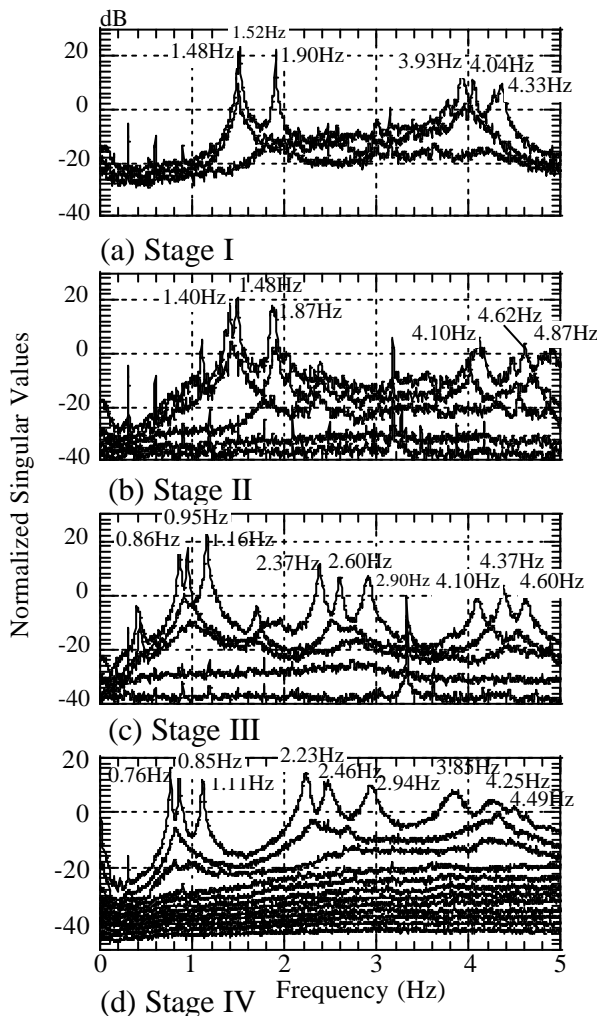 dB
1.52Hz
1.48Hz
1.90Hz
3.93Hz
4.04Hz
4.33Hz
20
0
-20
-40
(a) Stage I
1.48Hz
1.40Hz
1.87Hz
4.62Hz
4.10Hz
4.87Hz
20
0
-20
-40
(b) Stage II
Normalized Singular Values
0.95Hz
0.86Hz
1.16Hz
2.37Hz
2.60Hz
2.90Hz
4.37Hz
4.10Hz
4.60Hz
20
0
-20
-40
(c) Stage III
0.85Hz
0.76Hz
1.11Hz
2.23Hz
2.46Hz
2.94Hz
3.85Hz
4.25Hz
4.49Hz
20
0
-20
-40
0 1 2 3 4 5
Frequency (Hz)
(d) Stage IV